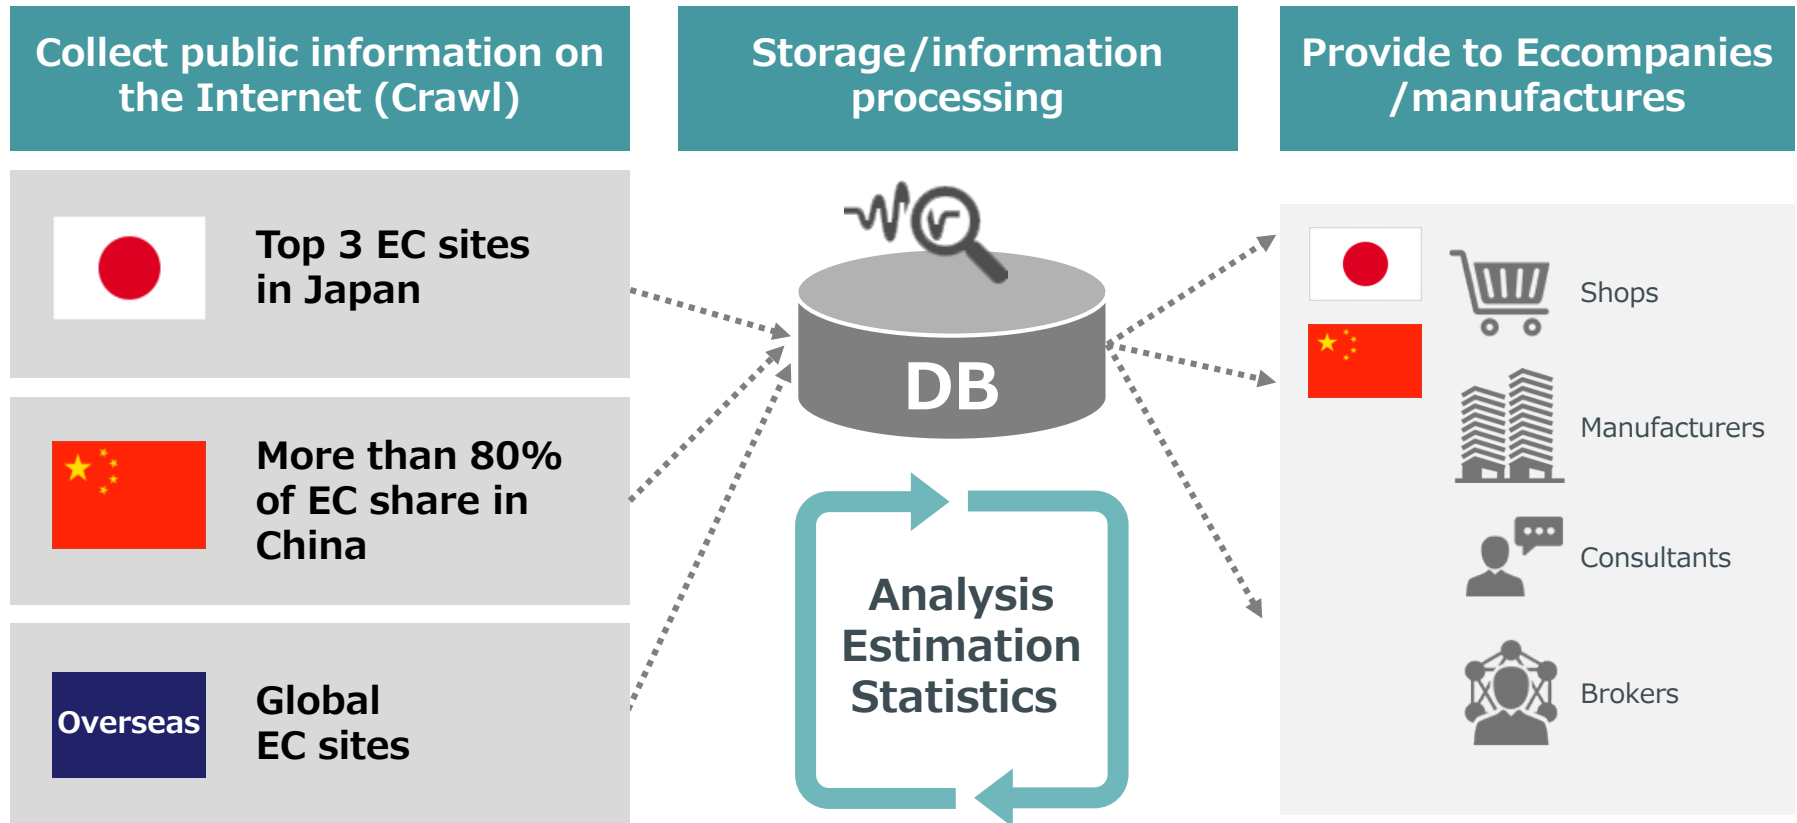 Collect public information on
the Internet (Crawl)
Storage/information
processing
Provide to Eccompanies
/manufactures
Top 3 EC sites
in Japan
More than 80%
of EC share in
China
Overseas
Global
EC sites
DB
Analysis
Estimation
Statistics
Shops
Manufacturers
Consultants
Brokers